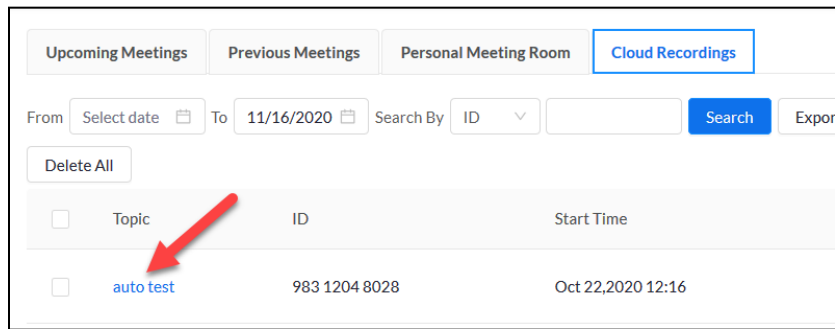 Upcoming Meetings Previous Meetings Personal Meeting Room Cloud Recordings
From Select date To 11/16/2020 Search By ID Search Expor
Delete All
Topic ID Start Time
auto test 983 1204 8028 Oct 22,2020 12:16